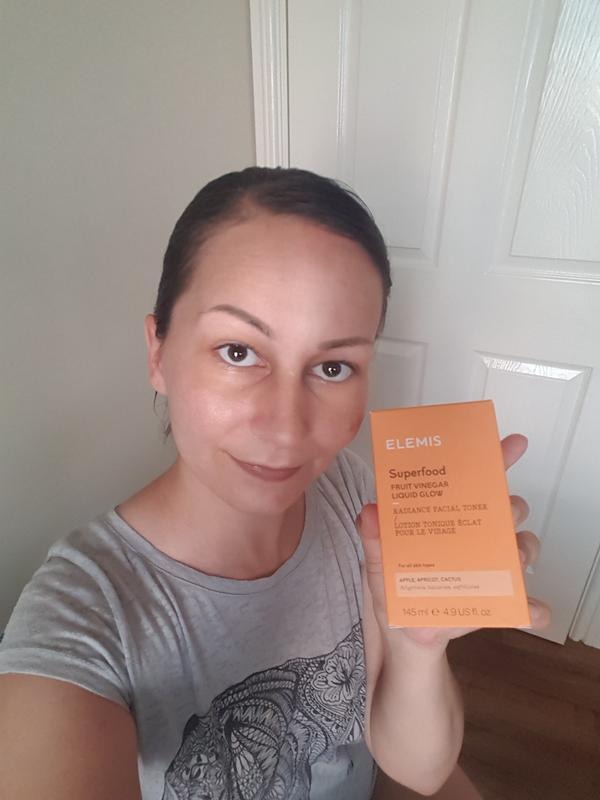 ELEMIS
Superfood
FRUIT VINEGAR
LIQUID GLOW
RADIANCE FACIAL TONER
/
LOTION TONIQUE ÉCLAT
POUR LE VISAGE
For all skin types
APPLE, APRICOT, CACTUS
145 ml ℮ 4.9 US fl. oz.